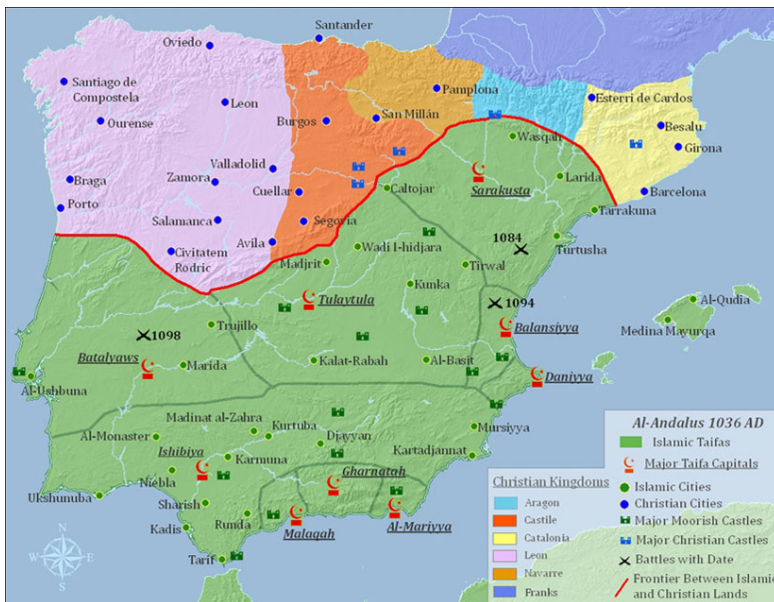 Santander
Oviedo
Santiago de
Compostela
Leon
Pamplona
Esterri de Cardos
Burgos
San Millán
Ourense
Besalu
Wasqah
Girona
Valladolid
Braga
Zamora
Cuellar
Caltojar
Sarakusta
Larida
Barcelona
Porto
Salamanca
Segovia
Tarrakuna
Avila
Civitatem
Rodric
Wadi I-hidjara
1084
Turtusha
Madjrit
Tirwal
Kunka
Tulaytula
1094
Al-Qudia
Medina Mayurqa
Trujillo
1098
Balansiyya
Batalyaws
Marida
Kalat-Rabah
Al-Basit
Daniyya
Al-Ushbuna
Madinat al-Zahra
Kurtuba
Al-Monaster
Djayyan
Mursiyya
Ishibiya
Karmuna
Kartadjannat
Niebla
Gharnatah
Ukshunuba
Sharish
Runda
Malaqah
Al-Mariyya
Kadis
Tarif
N
W
E
S
Christian Kingdoms
Aragon
Castile
Catalonia
Leon
Navarre
Franks
Al-Andalus 1036 AD
Islamic Taifas
Major Taifa Capitals
Islamic Cities
Christian Cities
Major Moorish Castles
Major Christian Castles
Battles with Date
Frontier Between Islamic
and Christian Lands